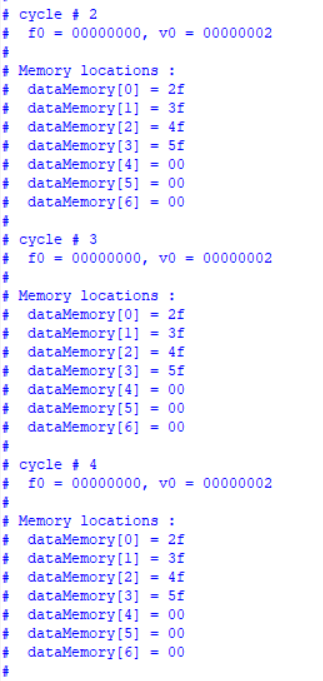 # cycle # 2
#  f0 = 00000000, v0 = 00000002
#
# Memory locations :
#  dataMemory[0] = 2f
#  dataMemory[1] = 3f
#  dataMemory[2] = 4f
#  dataMemory[3] = 5f
#  dataMemory[4] = 00
#  dataMemory[5] = 00
#  dataMemory[6] = 00
#
# cycle # 3
#  f0 = 00000000, v0 = 00000002
#
# Memory locations :
#  dataMemory[0] = 2f
#  dataMemory[1] = 3f
#  dataMemory[2] = 4f
#  dataMemory[3] = 5f
#  dataMemory[4] = 00
#  dataMemory[5] = 00
#  dataMemory[6] = 00
#
# cycle # 4
#  f0 = 00000000, v0 = 00000002
#
# Memory locations :
#  dataMemory[0] = 2f
#  dataMemory[1] = 3f
#  dataMemory[2] = 4f
#  dataMemory[3] = 5f
#  dataMemory[4] = 00
#  dataMemory[5] = 00
#  dataMemory[6] = 00
#